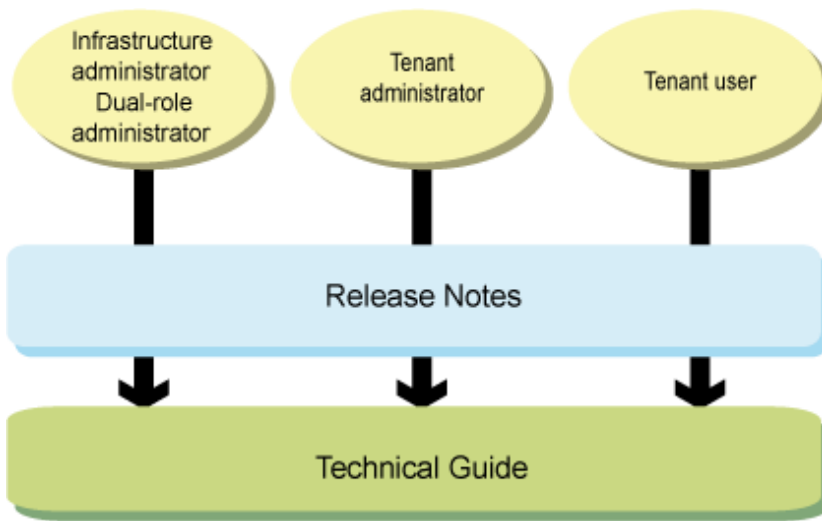 Infrastructure
administrator
Dual-role
administrator
Tenant
administrator
Tenant user
Release Notes
Technical Guide